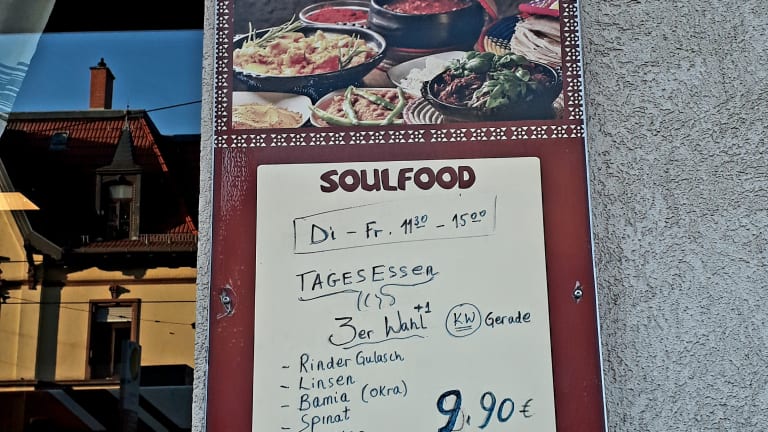 SOULFOOD
Di - Fr. 11³⁰ - 15⁰⁰
TAGESESSEN
3er Wahl +1 KW Gerade
- Rinder Gulasch
- Linsen
- Bamia (okra)
- Spinat
9,90€